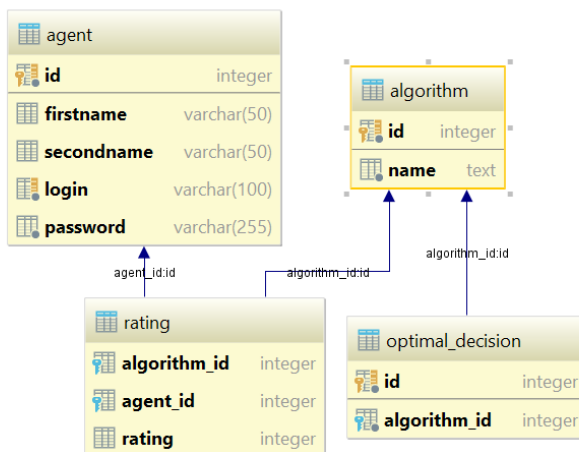 agent
id integer
firstname varchar(50)
secondname varchar(50)
login varchar(100)
password varchar(255)
algorithm
id integer
name text
agent_id:id
algorithm_id:id
algorithm_id:id
rating
algorithm_id integer
agent_id integer
rating integer
optimal_decision
id integer
algorithm_id integer